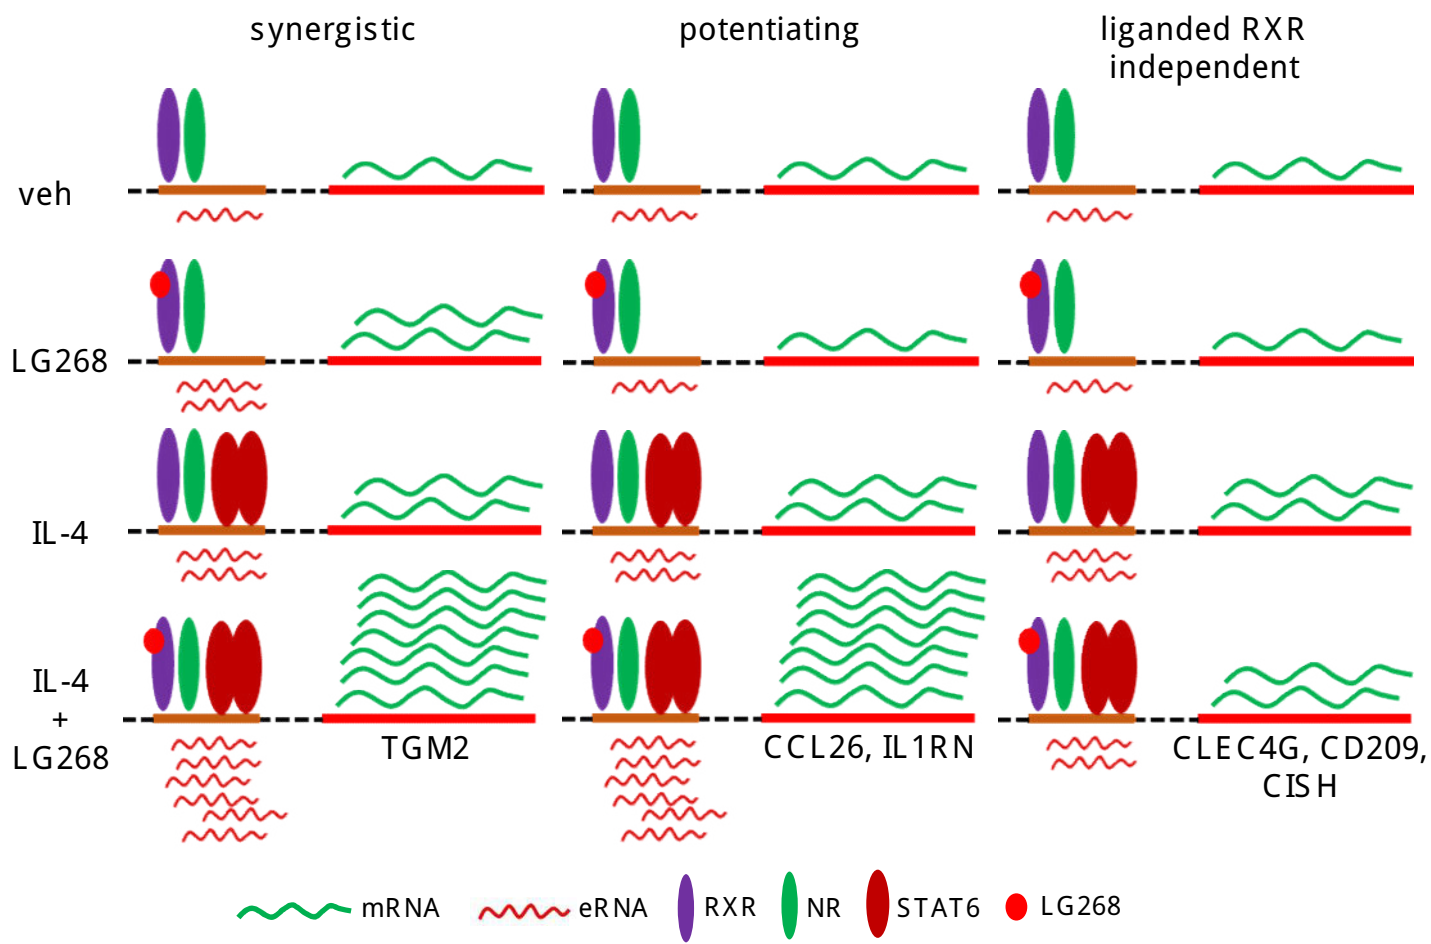 synergistic
potentiating
liganded RXR
independent
veh
LG268
IL-4
IL-4
+
LG268
TGM2
CCL26, IL1RN
CLEC4G, CD209,
CISH
mRNA
eRNA
RXR
NR
STAT6
LG268